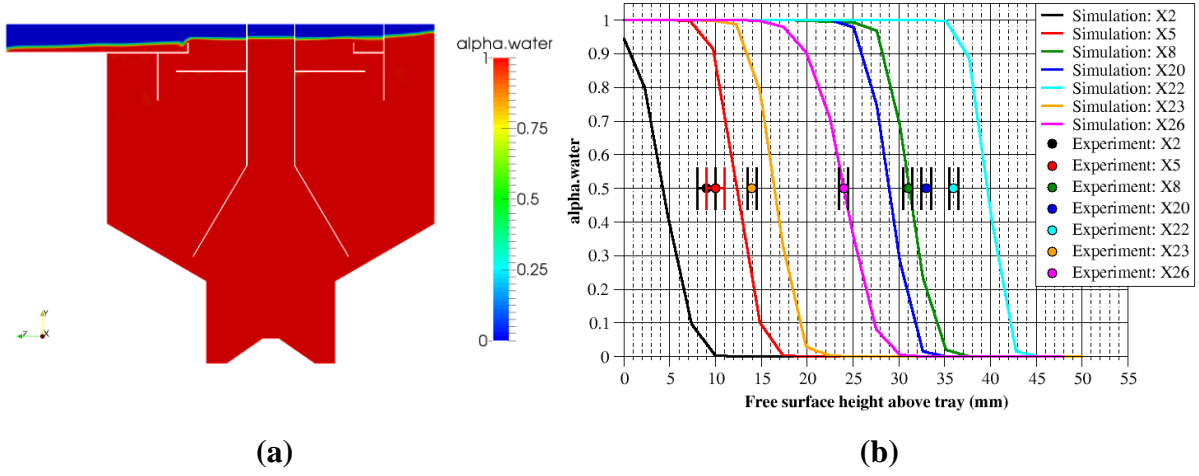 alpha.water
1
0.75
0.5
0.25
0
Y
Z
X
1
0.9
0.8
0.7
0.6
0.5
0.4
0.3
0.2
0.1
0
alpha.water
0 5 10 15 20 25 30 35 40 45 50 55
Free surface height above tray (mm)
Simulation: X2
Simulation: X5
Simulation: X8
Simulation: X20
Simulation: X22
Simulation: X23
Simulation: X26
Experiment: X2
Experiment: X5
Experiment: X8
Experiment: X20
Experiment: X22
Experiment: X23
Experiment: X26
(a)
(b)